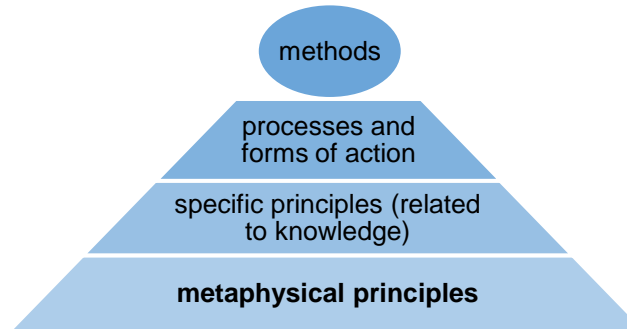 methods
processes and
forms of action
specific principles (related
to knowledge)
metaphysical principles